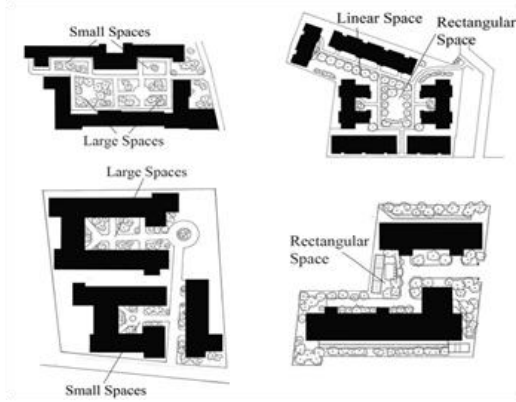 Small Spaces
Large Spaces
Linear Space
Rectangular
Space
Large Spaces
Small Spaces
Rectangular
Space